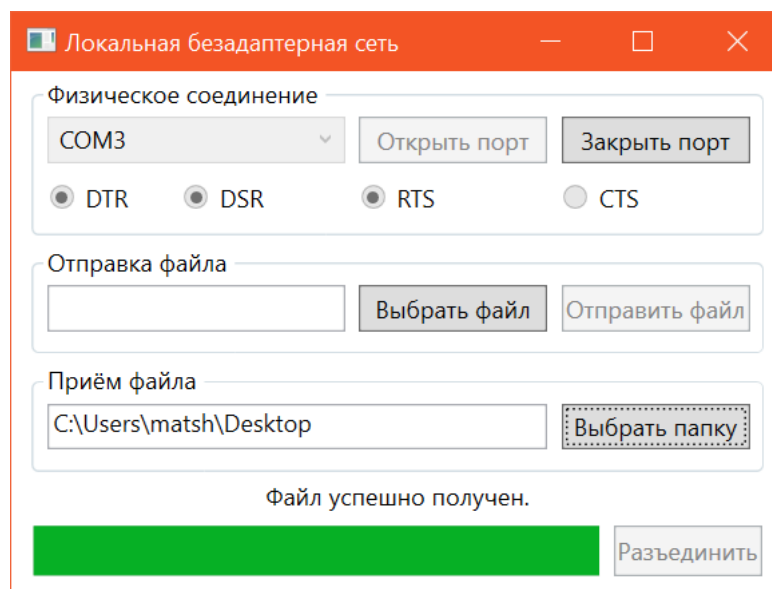 Локальная безадаптерная сеть
Физическое соединение
COM3 Открыть порт Закрыть порт
DTR DSR RTS CTS
Отправка файла
Выбрать файл Отправить файл
Приём файла
C:\Users\matsh\Desktop Выбрать папку
Файл успешно получен.
Разъединить